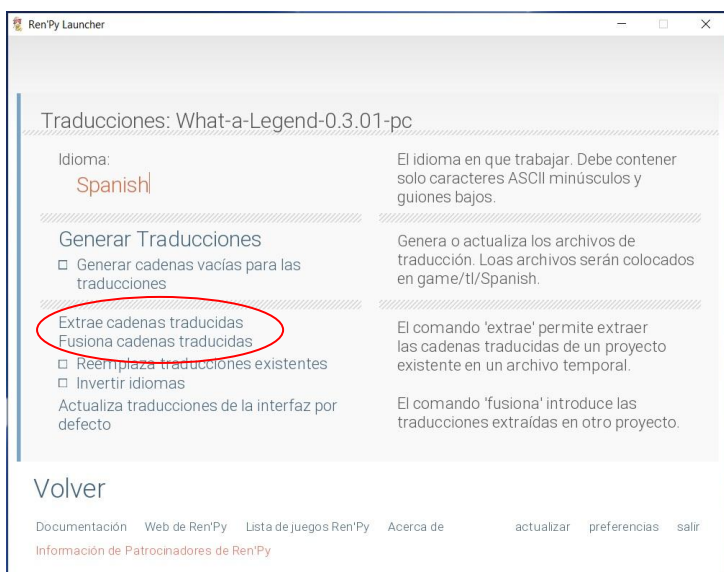 Ren'Py Launcher
Traducciones: What-a-Legend-0.3.01-pc
Idioma:
Spanish
El idioma en que trabajar. Debe contener
solo caracteres ASCII minúsculos y
guiones bajos.
Generar Traducciones
Generar cadenas vacías para las
traducciones
Genera o actualiza los archivos de
traducción. Loas archivos serán colocados
en game/tl/Spanish.
Extrae cadenas traducidas
Fusiona cadenas traducidas
Reemplaza traducciones existentes
Invertir idiomas
Actualiza traducciones de la interfaz por
defecto
El comando 'extrae' permite extraer
las cadenas traducidas de un proyecto
existente en un archivo temporal.
El comando 'fusiona' introduce las
traducciones extraídas en otro proyecto.
Volver
Documentación Web de Ren'Py Lista de juegos Ren'Py Acerca de actualizar preferencias salir
Información de Patrocinadores de Ren'Py